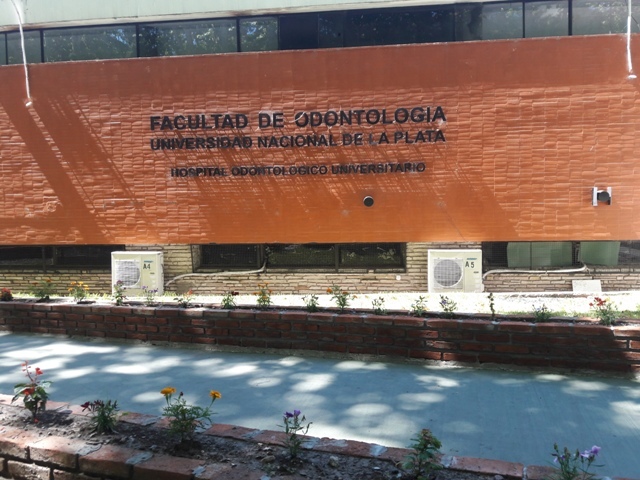 FACULTAD DE ODONTOLOGIA
UNIVERSIDAD NACIONAL DE LA PLATA
HOSPITAL ODONTOLOGICO UNIVERSITARIO
A4
A5